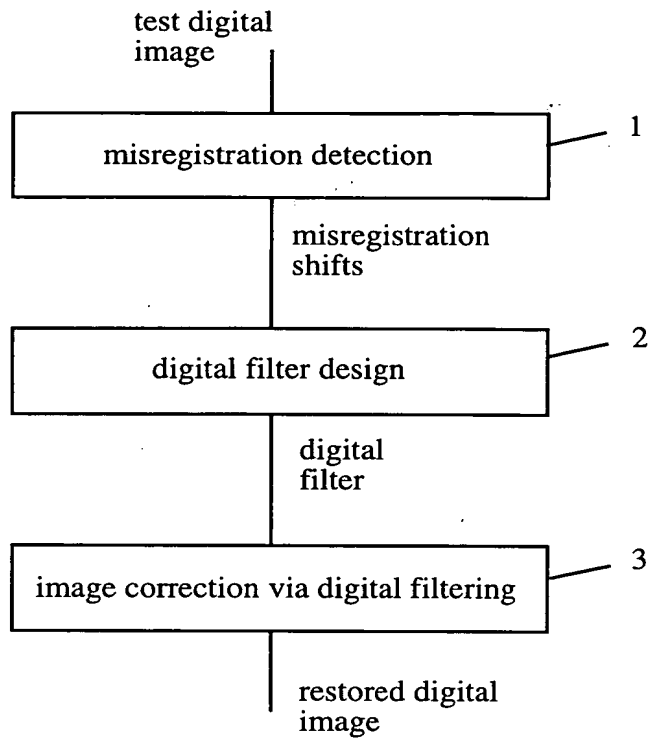 test digital
image
1
misregistration detection
misregistration
shifts
2
digital filter design
digital
filter
3
image correction via digital filtering
restored digital
image